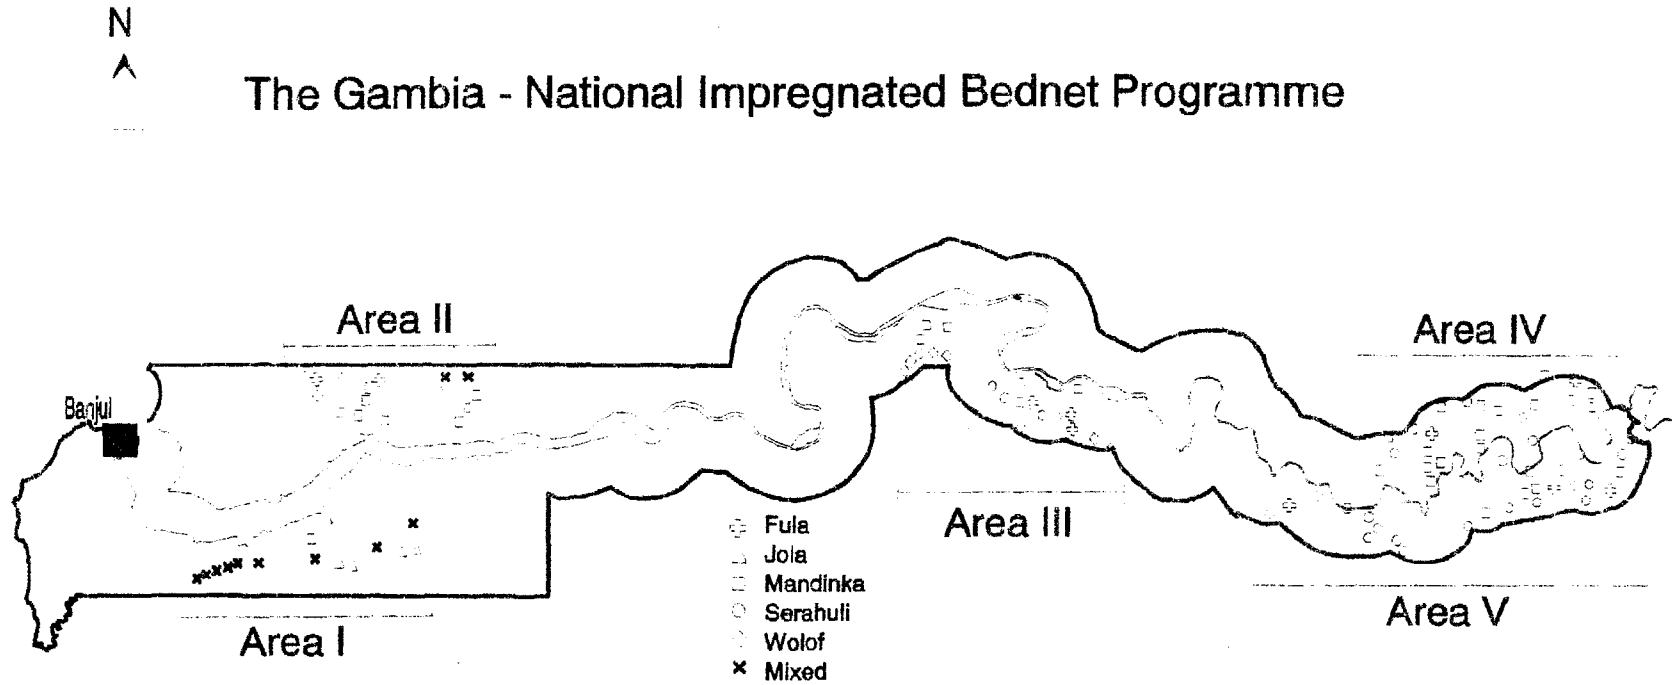 N
The Gambia - National Impregnated Bednet Programme
Area II
Area IV
Banjul
Area III
Area I
Area V
Fula
Jola
Mandinka
Serahuli
Wolof
Mixed